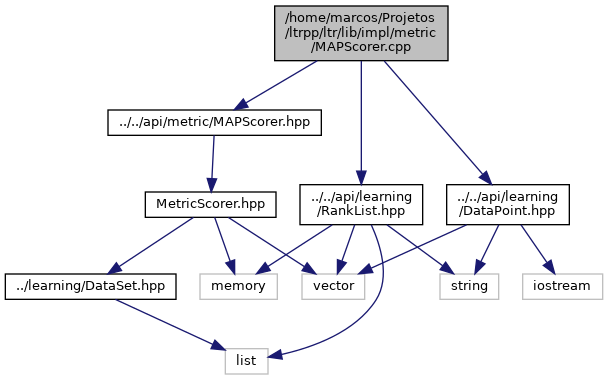 /home/marcos/Projetos
/ltrpp/ltr/lib/impl/metric
/MAPScorer.cpp
../../api/metric/MAPScorer.hpp
MetricScorer.hpp
../../api/learning
/RankList.hpp
../../api/learning
/DataPoint.hpp
../learning/DataSet.hpp
memory
vector
string
iostream
list